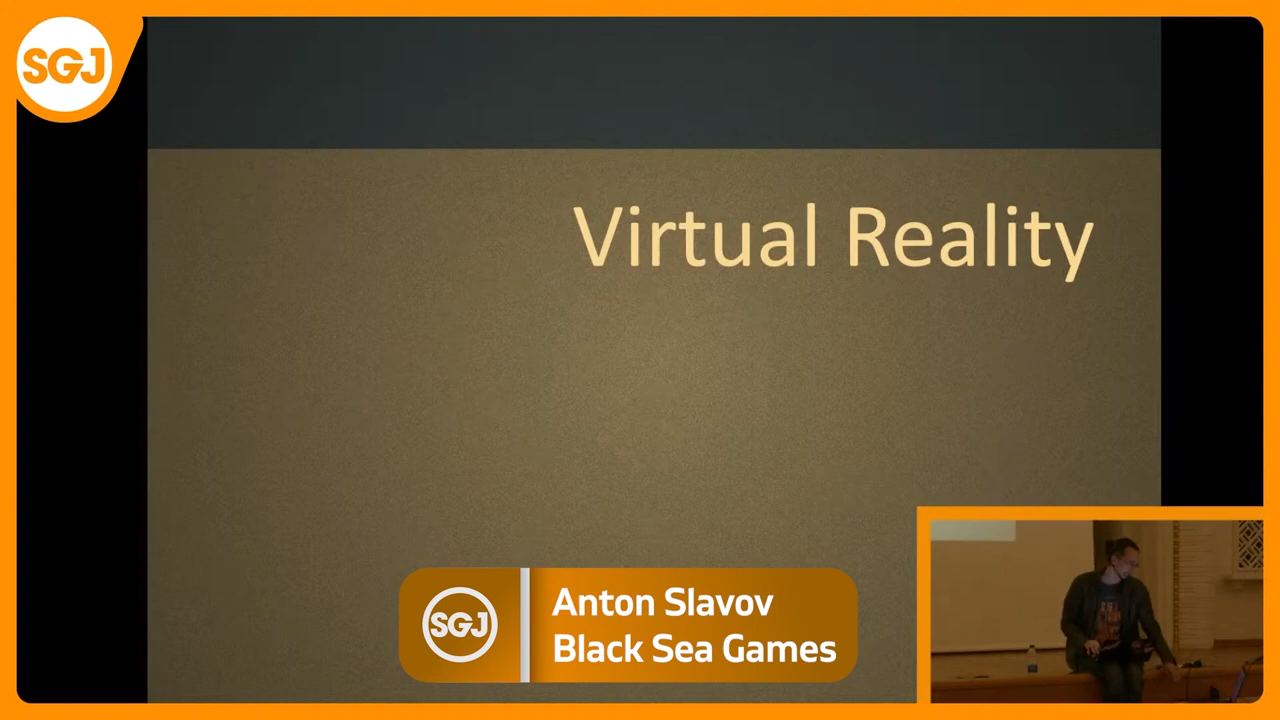 SGJ
Virtual Reality
SGJ
Anton Slavov
Black Sea Games